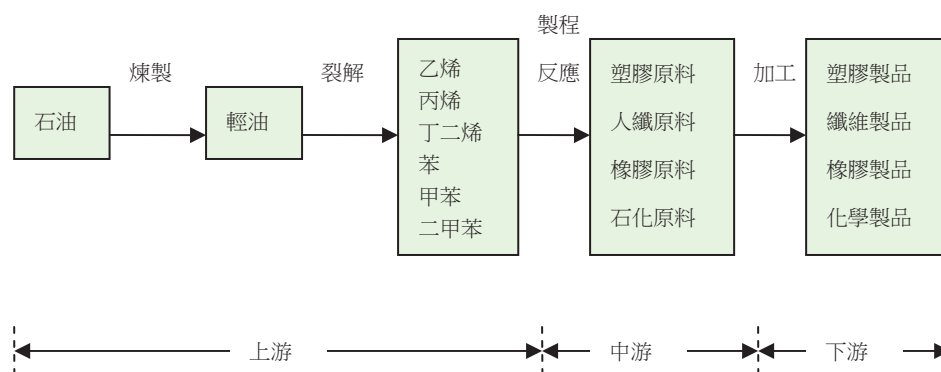 石油
煉製
輕油
裂解
乙烯
丙烯
丁二烯
苯
甲苯
二甲苯
製程
反應
塑膠原料
人纖原料
橡膠原料
石化原料
加工
塑膠製品
纖維製品
橡膠製品
化學製品
上游
中游
下游